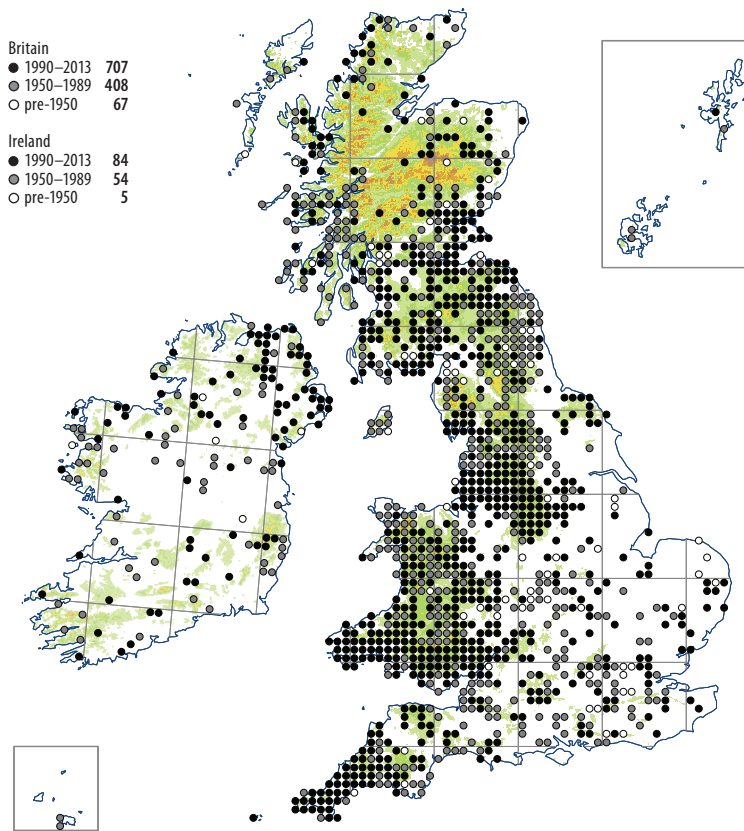 Britain
1990–2013 707
1950–1989 408
pre-1950 67
Ireland
1990–2013 84
1950–1989 54
pre-1950 5